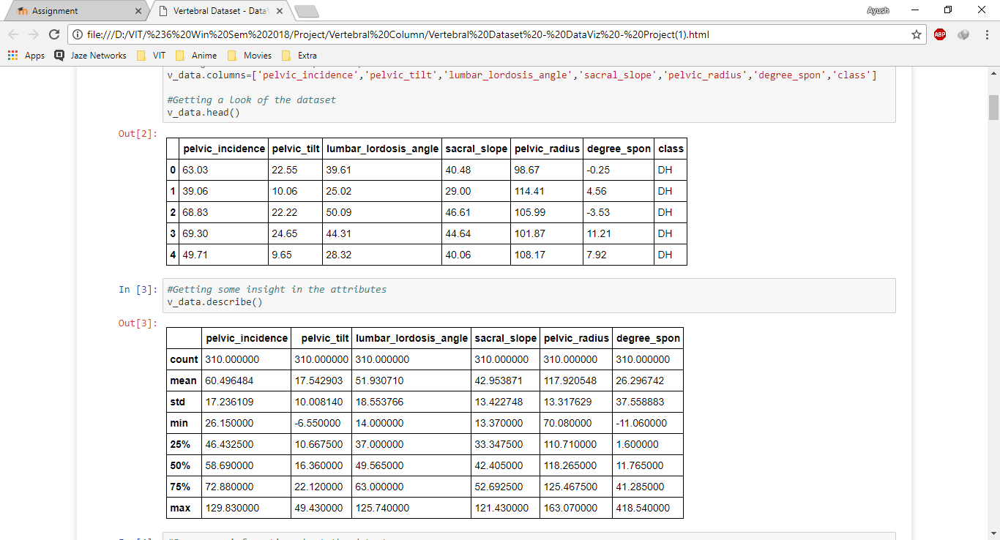 Assignment
Vertebral Dataset - Data
Ayush
file:///D:/VIT/%236%20Win%20Sem%202018/Project/Vertebral%20Column/Vertebral%20Dataset%20-%20DataViz%20-%20Project(1).html
ABP
Apps Jaze Networks VIT Anime Movies Extra
v_data.columns=['pelvic_incidence','pelvic_tilt','lumbar_lordosis_angle','sacral_slope','pelvic_radius','degree_spon','class']
#Getting a look of the dataset
v_data.head()
Out[2]:
pelvic_incidence pelvic_tilt lumbar_lordosis_angle sacral_slope pelvic_radius degree_spon class
0 63.03 22.55 39.61 40.48 98.67 -0.25 DH
1 39.06 10.06 25.02 29.00 114.41 4.56 DH
2 68.83 22.22 50.09 46.61 105.99 -3.53 DH
3 69.30 24.65 44.31 44.64 101.87 11.21 DH
4 49.71 9.65 28.32 40.06 108.17 7.92 DH
In [3]: #Getting some insight in the attributes
v_data.describe()
Out[3]:
pelvic_incidence pelvic_tilt lumbar_lordosis_angle sacral_slope pelvic_radius degree_spon
count 310.000000 310.000000 310.000000 310.000000 310.000000 310.000000
mean 60.496484 17.542903 51.930710 42.953871 117.920548 26.296742
std 17.236109 10.008140 18.553766 13.422748 13.317629 37.558883
min 26.150000 -6.550000 14.000000 13.370000 70.080000 -11.060000
25% 46.432500 10.667500 37.000000 33.347500 110.710000 1.600000
50% 58.690000 16.360000 49.565000 42.405000 118.265000 11.765000
75% 72.880000 22.120000 63.000000 52.692500 125.467500 41.285000
max 129.830000 49.430000 125.740000 121.430000 163.070000 418.540000